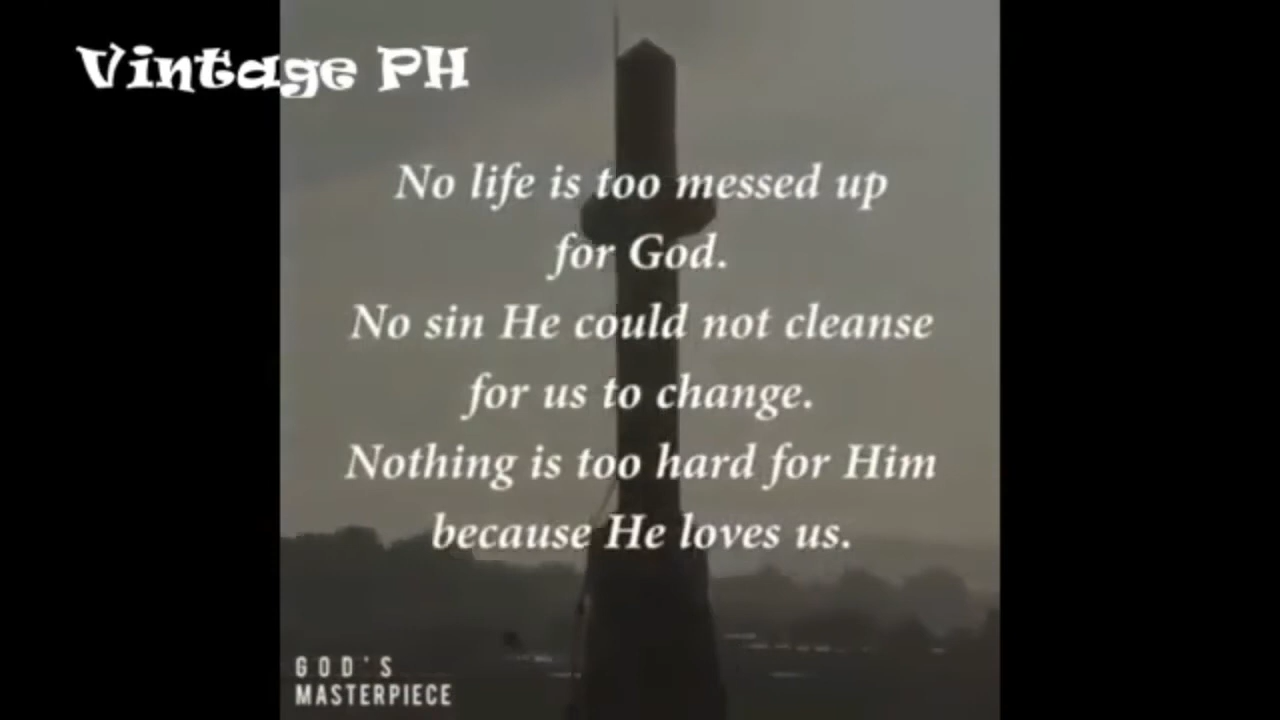 Vintage PH
No life is too messed up
for God.
No sin He could not cleanse
for us to change.
Nothing is too hard for Him
because He loves us.
GOD'S
MASTERPIECE